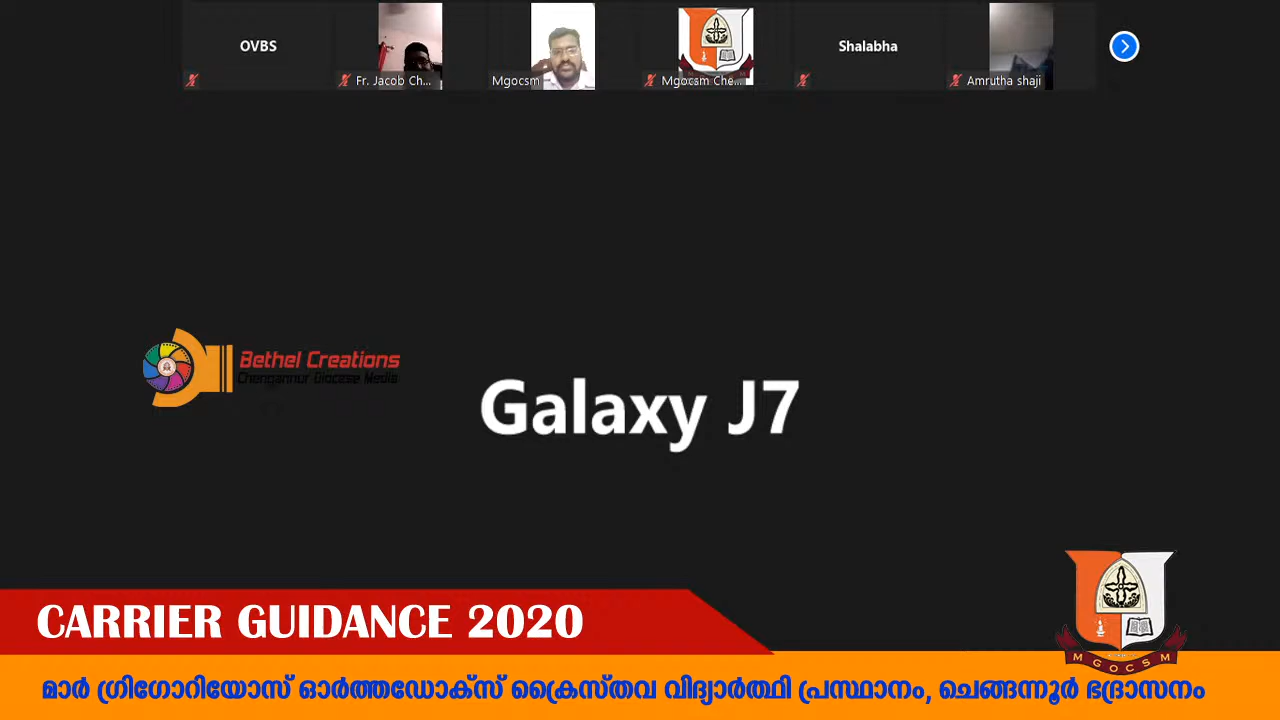 OVBS
Fr. Jacob Ch...
Mgocsm
Mgocsm Che...
Shalabha
Amrutha shaji
Bethel Creations
Chengannur Diocese Media
Galaxy J7
CARRIER GUIDANCE 2020
MGOCSM
മാർ ഗ്രിഗോറിയോസ് ഓർത്തഡോക്സ് ക്രൈസ്തവ വിദ്യാർത്ഥി പ്രസ്ഥാനം, ചെങ്ങന്നൂർ ഭദ്രാസനം